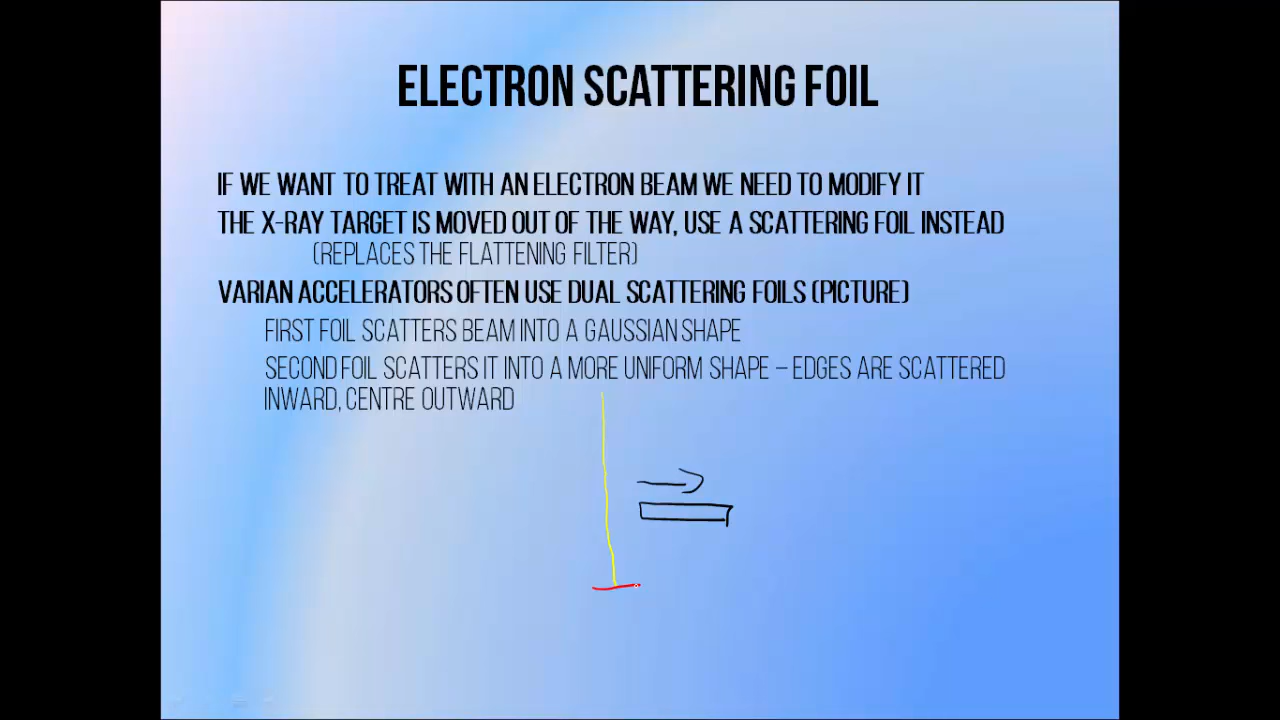 ELECTRON SCATTERING FOIL
IF WE WANT TO TREAT WITH AN ELECTRON BEAM WE NEED TO MODIFY IT
THE X-RAY TARGET IS MOVED OUT OF THE WAY, USE A SCATTERING FOIL INSTEAD
(REPLACES THE FLATTENING FILTER)
VARIAN ACCELERATORS OFTEN USE DUAL SCATTERING FOILS (PICTURE)
FIRST FOIL SCATTERS BEAM INTO A GAUSSIAN SHAPE
SECOND FOIL SCATTERS IT INTO A MORE UNIFORM SHAPE – EDGES ARE SCATTERED
INWARD, CENTRE OUTWARD